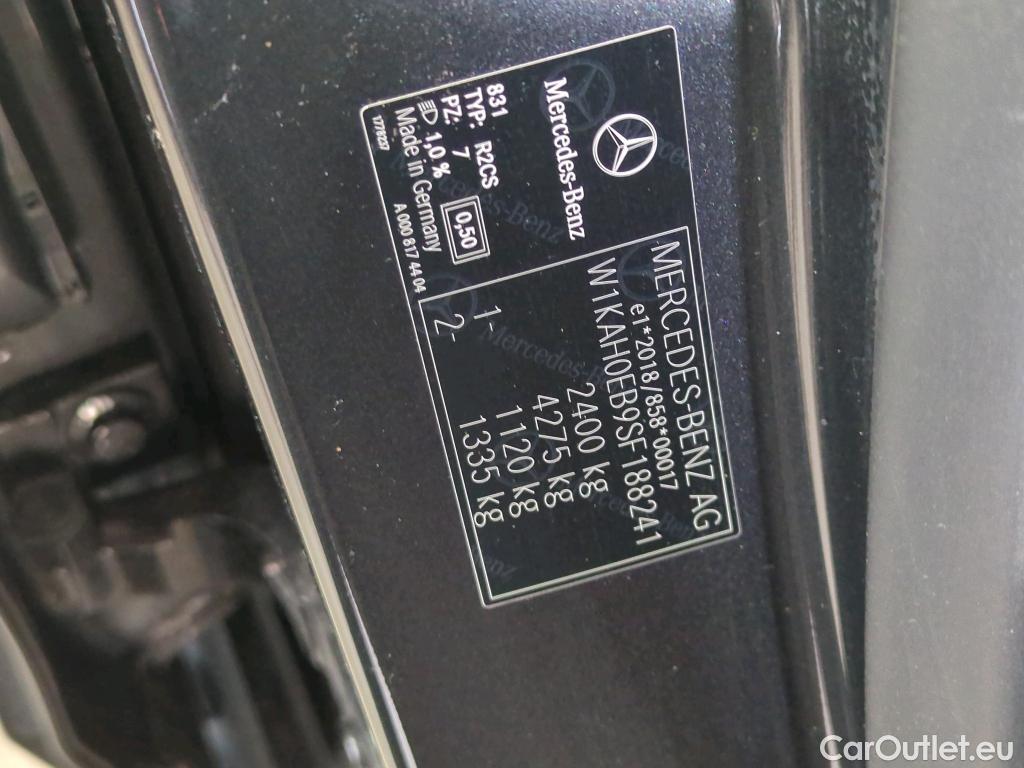 MERCEDES-BENZ AG
e1*2018/858*00017
W1KAH0EB9SF188241
2400 kg
4275 kg
1- 1120 kg
2- 1335 kg
Mercedes-Benz
831
TYP: R2CS 0,50
PZ: 7
1,0 %
Made in Germany
A 000 817 44 04
CarOutlet.eu